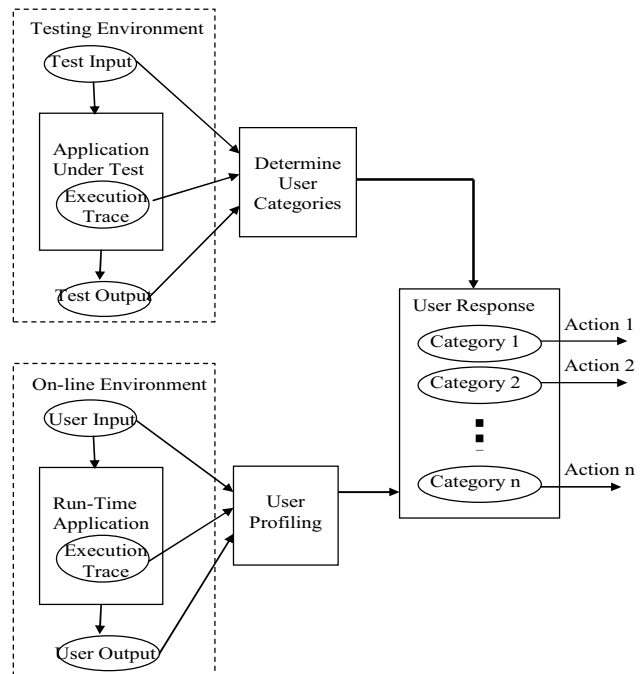 Testing Environment
Test Input
Application
Under Test
Execution
Trace
Test Output
Determine
User
Categories
User Response
Category 1
Action 1
Category 2
Action 2
Category n
Action n
On-line Environment
User Input
Run-Time
Application
Execution
Trace
User Output
User
Profiling